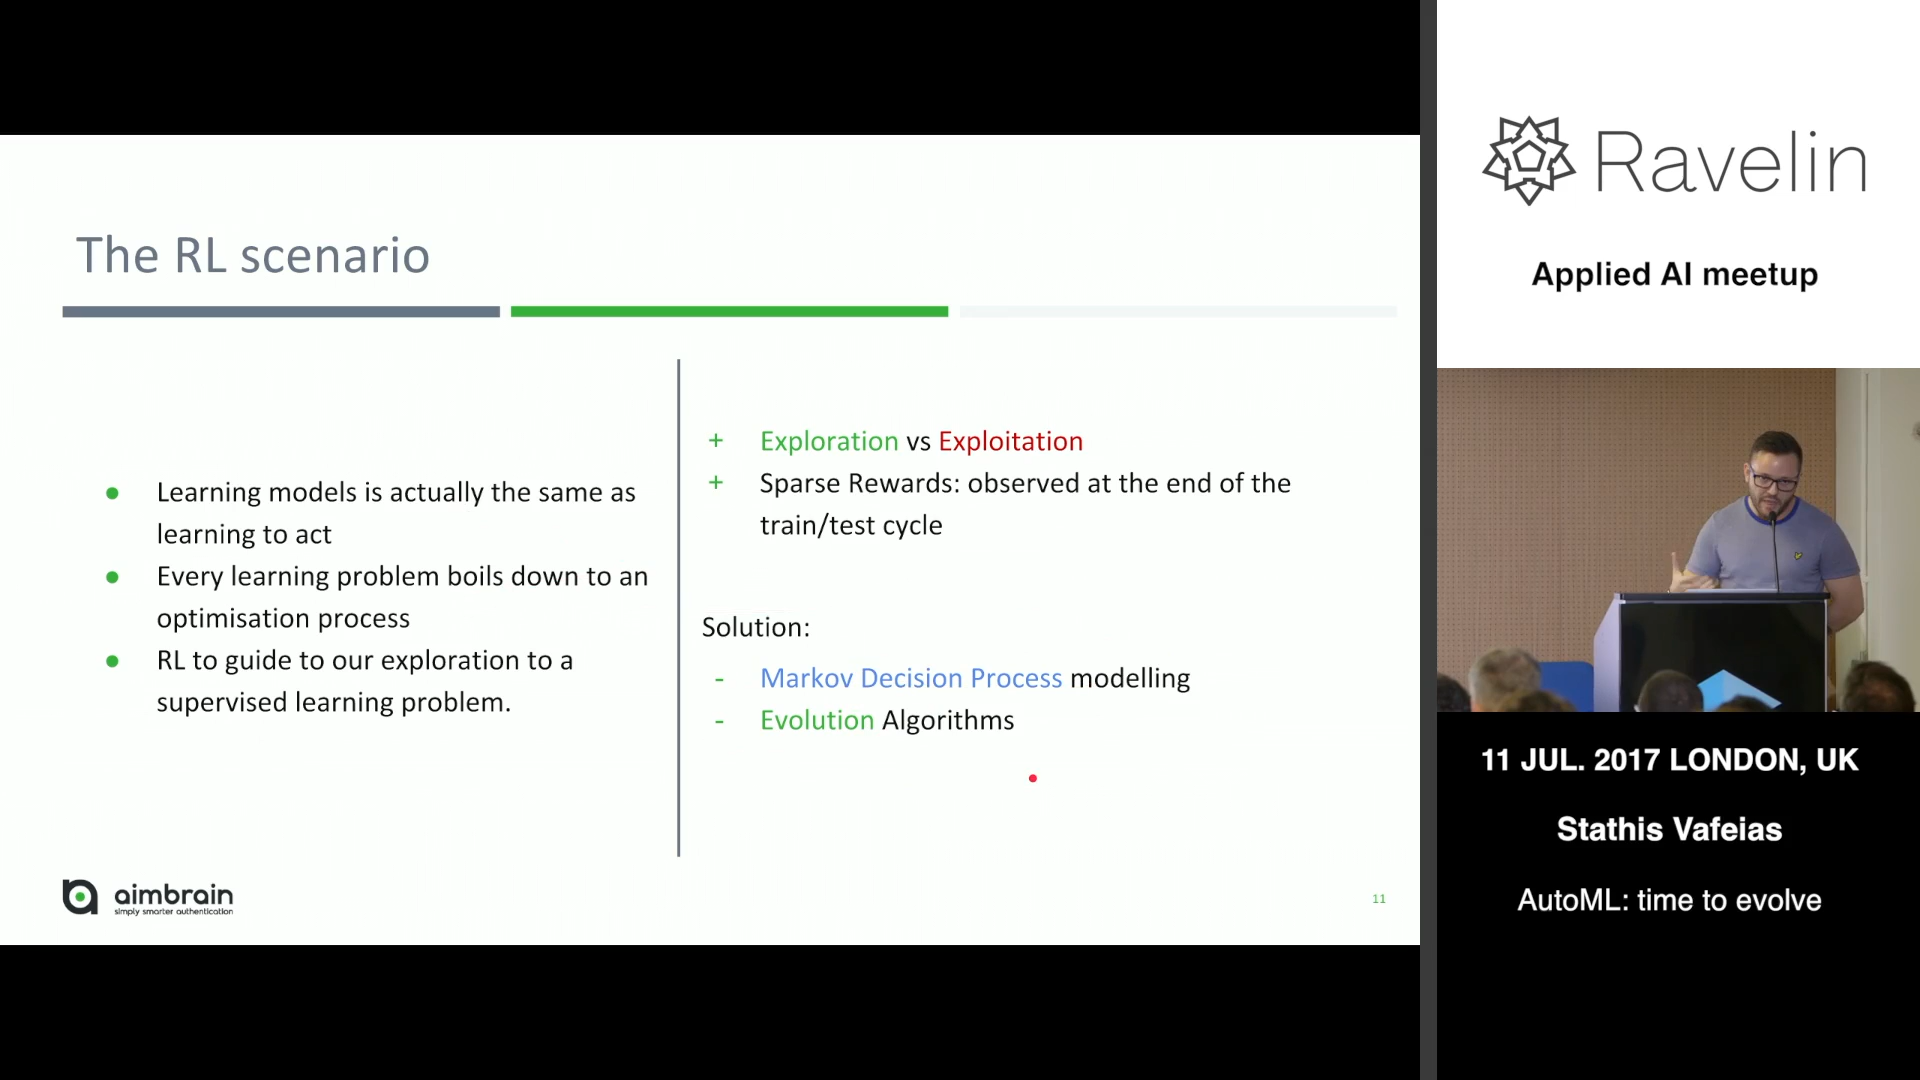 The RL scenario
Learning models is actually the same as
learning to act
Every learning problem boils down to an
optimisation process
RL to guide to our exploration to a
supervised learning problem.
+ Exploration vs Exploitation
+ Sparse Rewards: observed at the end of the
train/test cycle
Solution:
- Markov Decision Process modelling
- Evolution Algorithms
aimbrain
simply smarter authentication
11
Ravelin
Applied AI meetup
11 JUL. 2017 LONDON, UK
Stathis Vafeias
AutoML: time to evolve